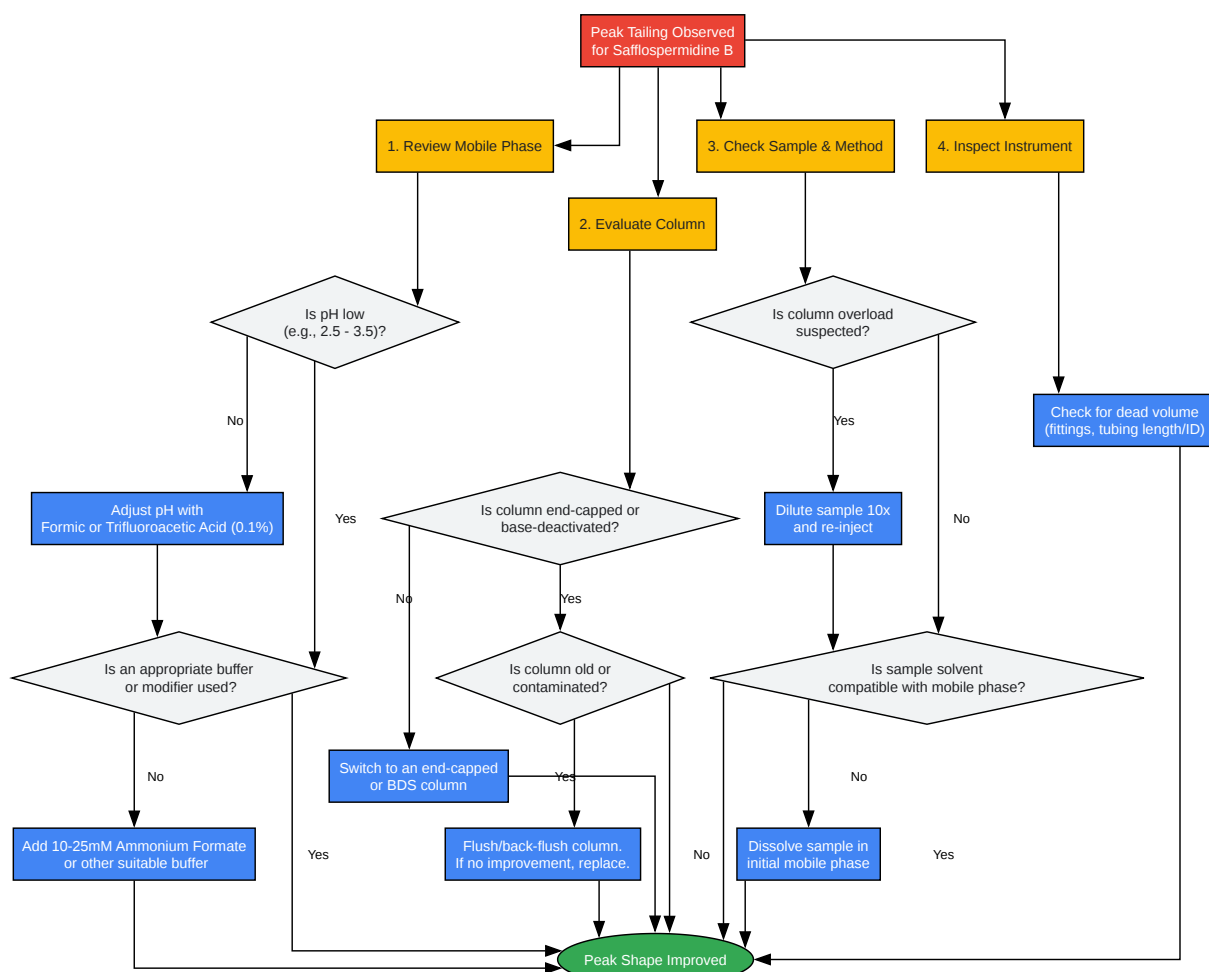 Peak Tailing Observed
for Safflospermidine B
1. Review Mobile Phase
3. Check Sample & Method
4. Inspect Instrument
2. Evaluate Column
Is pH low
(e.g., 2.5 - 3.5)?
Is column overload
suspected?
No
Yes
Check for dead volume
(fittings, tubing length/ID)
Adjust pH with
Formic or Trifluoroacetic Acid (0.1%)
Yes
Is column end-capped or
base-deactivated?
Dilute sample 10x
and re-inject
No
No
Yes
Is an appropriate buffer
or modifier used?
Is column old or
contaminated?
Is sample solvent
compatible with mobile phase?
No
Switch to an end-capped
or BDS column
Yes
No
Add 10-25mM Ammonium Formate
or other suitable buffer
Yes
Flush/back-flush column.
If no improvement, replace.
No
Dissolve sample in
initial mobile phase
Yes
Peak Shape Improved